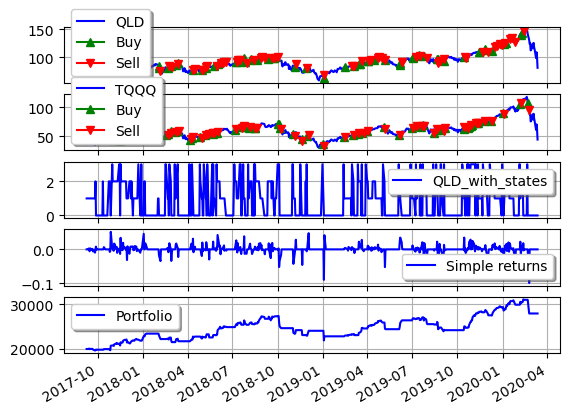 QLD
Buy
Sell
150
100
TQQQ
Buy
Sell
100
50
QLD_with_states
2
0
Simple returns
0.0
−0.1
Portfolio
30000
20000
2017-10
2018-01
2018-04
2018-07
2018-10
2019-01
2019-04
2019-07
2019-10
2020-01
2020-04